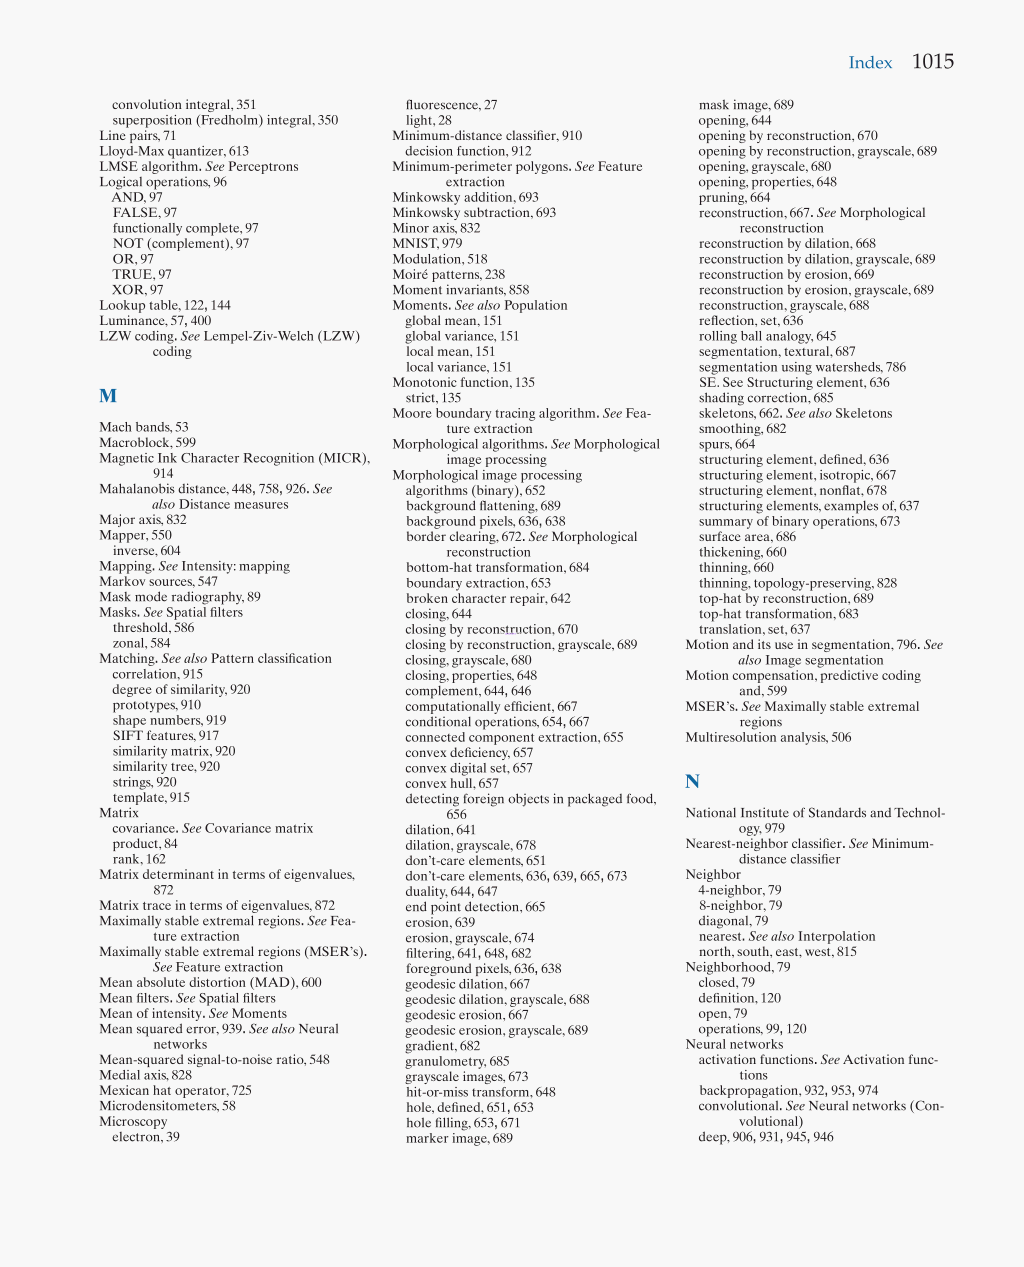 Index 1015
convolution integral, 351
superposition (Fredholm) integral, 350
Line pairs, 71
Lloyd-Max quantizer, 613
LMSE algorithm. See Perceptrons
Logical operations, 96
AND, 97
FALSE, 97
functionally complete, 97
NOT (complement), 97
OR, 97
TRUE, 97
XOR, 97
Lookup table, 122, 144
Luminance, 57, 400
LZW coding. See Lempel-Ziv-Welch (LZW)
coding
M
Mach bands, 53
Macroblock, 599
Magnetic Ink Character Recognition (MICR),
914
Mahalanobis distance, 448, 758, 926. See
also Distance measures
Major axis, 832
Mapper, 550
inverse, 604
Mapping. See Intensity: mapping
Markov sources, 547
Mask mode radiography, 89
Masks. See Spatial filters
threshold, 586
zonal, 584
Matching. See also Pattern classification
correlation, 915
degree of similarity, 920
prototypes, 910
shape numbers, 919
SIFT features, 917
similarity matrix, 920
similarity tree, 920
strings, 920
template, 915
Matrix
covariance. See Covariance matrix
product, 84
rank, 162
Matrix determinant in terms of eigenvalues,
872
Matrix trace in terms of eigenvalues, 872
Maximally stable extremal regions. See Fea-
ture extraction
Maximally stable extremal regions (MSER's).
See Feature extraction
Mean absolute distortion (MAD), 600
Mean filters. See Spatial filters
Mean of intensity. See Moments
Mean squared error, 939. See also Neural
networks
Mean-squared signal-to-noise ratio, 548
Medial axis, 828
Mexican hat operator, 725
Microdensitometers, 58
Microscopy
electron, 39
fluorescence, 27
light, 28
Minimum-distance classifier, 910
decision function, 912
Minimum-perimeter polygons. See Feature
extraction
Minkowsky addition, 693
Minkowsky subtraction, 693
Minor axis, 832
MNIST, 979
Modulation, 518
Moiré patterns, 238
Moment invariants, 858
Moments. See also Population
global mean, 151
global variance, 151
local mean, 151
local variance, 151
Monotonic function, 135
strict, 135
Moore boundary tracing algorithm. See Fea-
ture extraction
Morphological algorithms. See Morphological
image processing
Morphological image processing
algorithms (binary), 652
background flattening, 689
background pixels, 636, 638
border clearing, 672. See Morphological
reconstruction
bottom-hat transformation, 684
boundary extraction, 653
broken character repair, 642
closing, 644
closing by reconstruction, 670
closing by reconstruction, grayscale, 689
closing, grayscale, 680
closing, properties, 648
complement, 644, 646
computationally efficient, 667
conditional operations, 654, 667
connected component extraction, 655
convex deficiency, 657
convex digital set, 657
convex hull, 657
detecting foreign objects in packaged food,
656
dilation, 641
dilation, grayscale, 678
don't-care elements, 651
don't-care elements, 636, 639, 665, 673
duality, 644, 647
end point detection, 665
erosion, 639
erosion, grayscale, 674
filtering, 641, 648, 682
foreground pixels, 636, 638
geodesic dilation, 667
geodesic dilation, grayscale, 688
geodesic erosion, 667
geodesic erosion, grayscale, 689
gradient, 682
granulometry, 685
grayscale images, 673
hit-or-miss transform, 648
hole, defined, 651, 653
hole filling, 653, 671
marker image, 689
mask image, 689
opening, 644
opening by reconstruction, 670
opening by reconstruction, grayscale, 689
opening, grayscale, 680
opening, properties, 648
pruning, 664
reconstruction, 667. See Morphological
reconstruction
reconstruction by dilation, 668
reconstruction by dilation, grayscale, 689
reconstruction by erosion, 669
reconstruction by erosion, grayscale, 689
reconstruction, grayscale, 688
reflection, set, 636
rolling ball analogy, 645
segmentation, textural, 687
segmentation using watersheds, 786
SE. See Structuring element, 636
shading correction, 685
skeletons, 662. See also Skeletons
smoothing, 682
spurs, 664
structuring element, defined, 636
structuring element, isotropic, 667
structuring element, nonflat, 678
structuring elements, examples of, 637
summary of binary operations, 673
surface area, 686
thickening, 660
thinning, 660
thinning, topology-preserving, 828
top-hat by reconstruction, 689
top-hat transformation, 683
translation, set, 637
Motion and its use in segmentation, 796. See
also Image segmentation
Motion compensation, predictive coding
and, 599
MSER's. See Maximally stable extremal
regions
Multiresolution analysis, 506
N
National Institute of Standards and Technol-
ogy, 979
Nearest-neighbor classifier. See Minimum-
distance classifier
Neighbor
4-neighbor, 79
8-neighbor, 79
diagonal, 79
nearest. See also Interpolation
north, south, east, west, 815
Neighborhood, 79
closed, 79
definition, 120
open, 79
operations, 99, 120
Neural networks
activation functions. See Activation func-
tions
backpropagation, 932, 953, 974
convolutional. See Neural networks (Con-
volutional)
deep, 906, 931, 945, 946